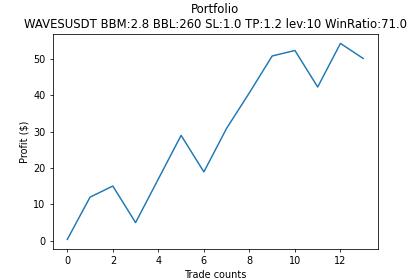 Portfolio
WAVESUSDT BBM:2.8 BBL:260 SL:1.0 TP:1.2 lev:10 WinRatio:71.0
Profit ($)
50
40
30
20
10
0
0 2 4 6 8 10 12
Trade counts